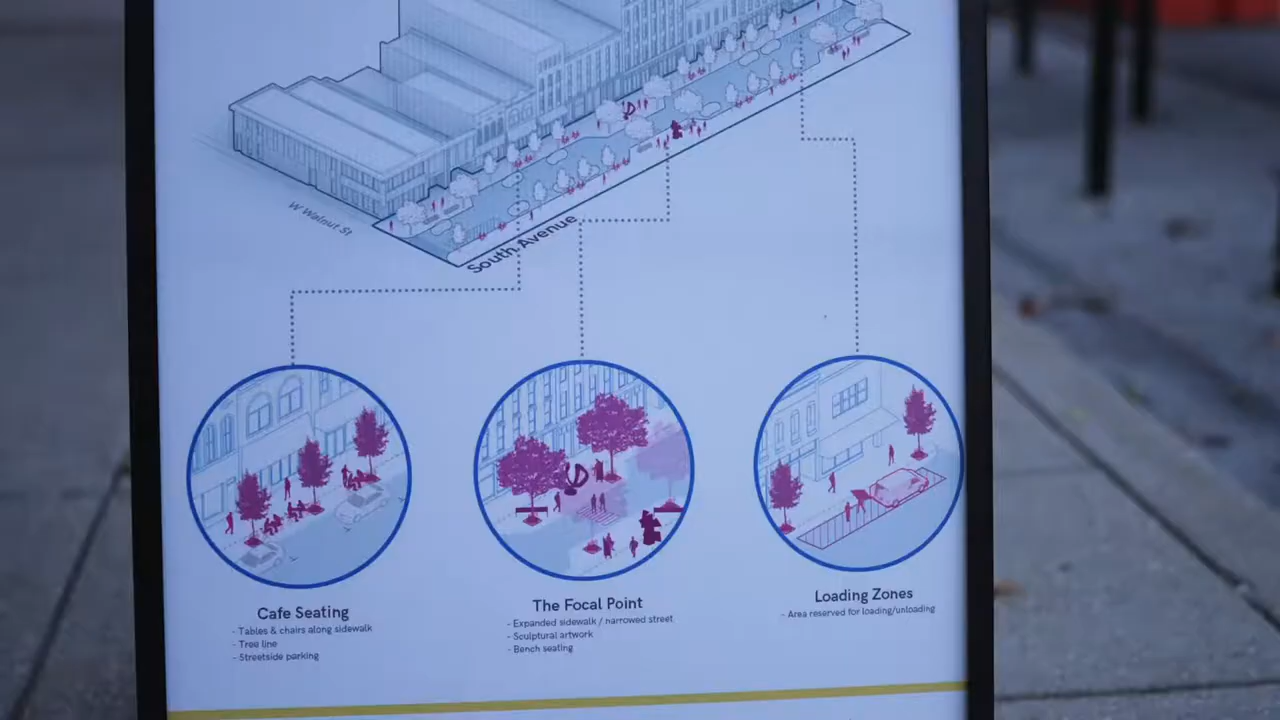 W Walnut St
South Avenue
Cafe Seating
- Tables & chairs along sidewalk
- Tree line
- Streetside parking
The Focal Point
- Expanded sidewalk / narrowed street
- Sculptural artwork
- Bench seating
Loading Zones
- Area reserved for loading/unloading